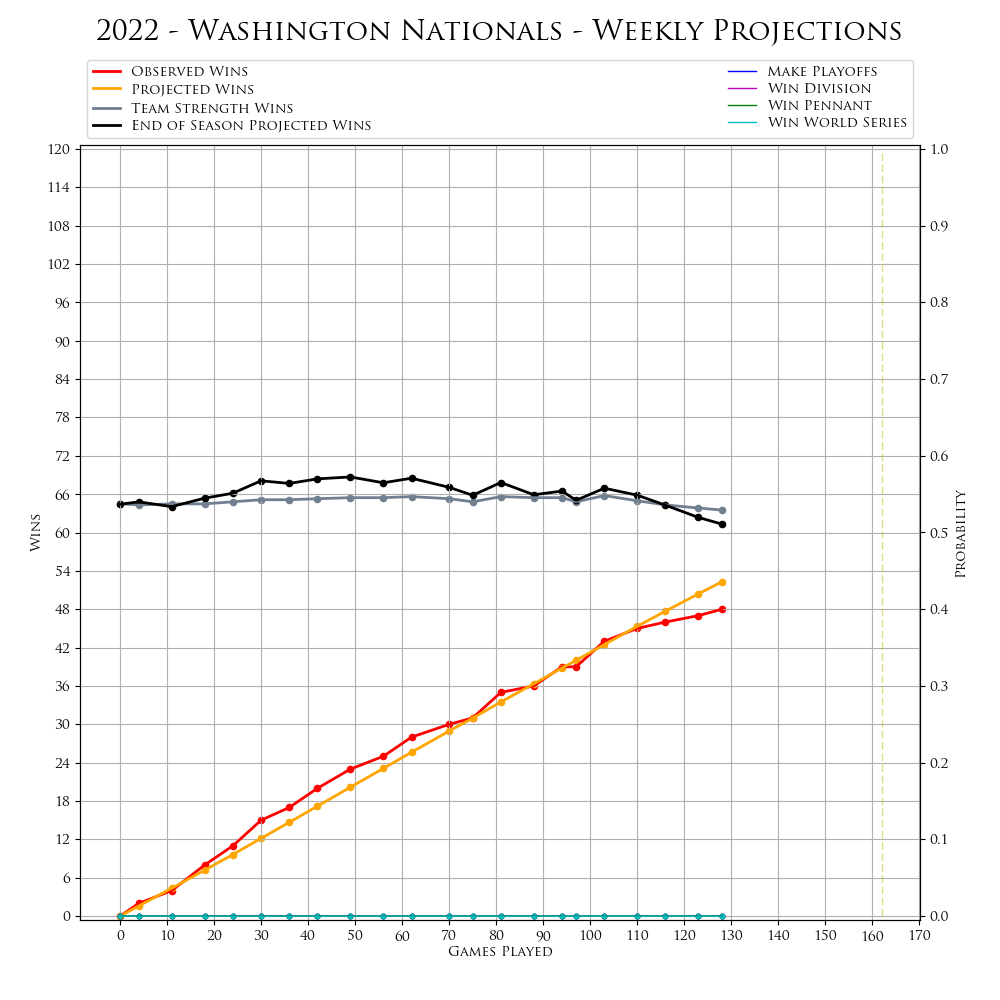 2022 - Washington Nationals - Weekly Projections
Observed Wins
Projected Wins
Team Strength Wins
End of Season Projected Wins
Make Playoffs
Win Division
Win Pennant
Win World Series
120
114
108
102
96
90
84
78
72
66
60
54
48
42
36
30
24
18
12
6
0
Wins
1.0
0.9
0.8
0.7
0.6
0.5
0.4
0.3
0.2
0.1
0.0
Probability
0 10 20 30 40 50 60 70 80 90 100 110 120 130 140 150 160 170
Games Played